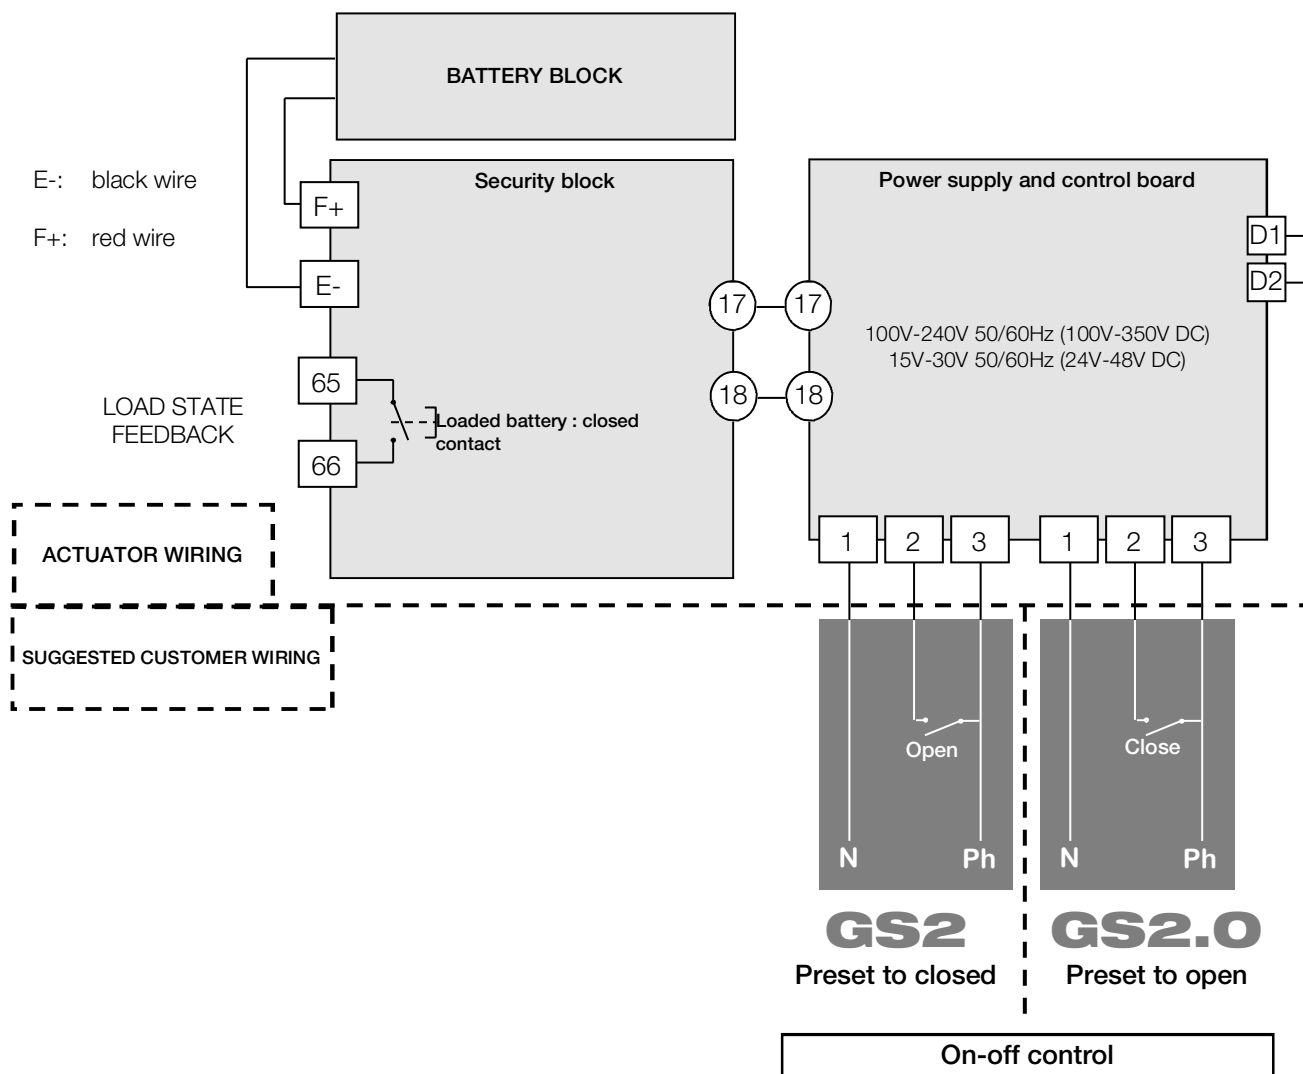 BATTERY BLOCK
E-: black wire
F+: red wire
Security block
F+
E-
65
66
LOAD STATE
FEEDBACK
Loaded battery : closed
contact
17
18
17
18
Power supply and control board
D1
D2
100V-240V 50/60Hz (100V-350V DC)
15V-30V 50/60Hz (24V-48V DC)
1 2 3 1 2 3
ACTUATOR WIRING
SUGGESTED CUSTOMER WIRING
Open
N Ph
Close
N Ph
GS2
Preset to closed
GS2.0
Preset to open
On-off control